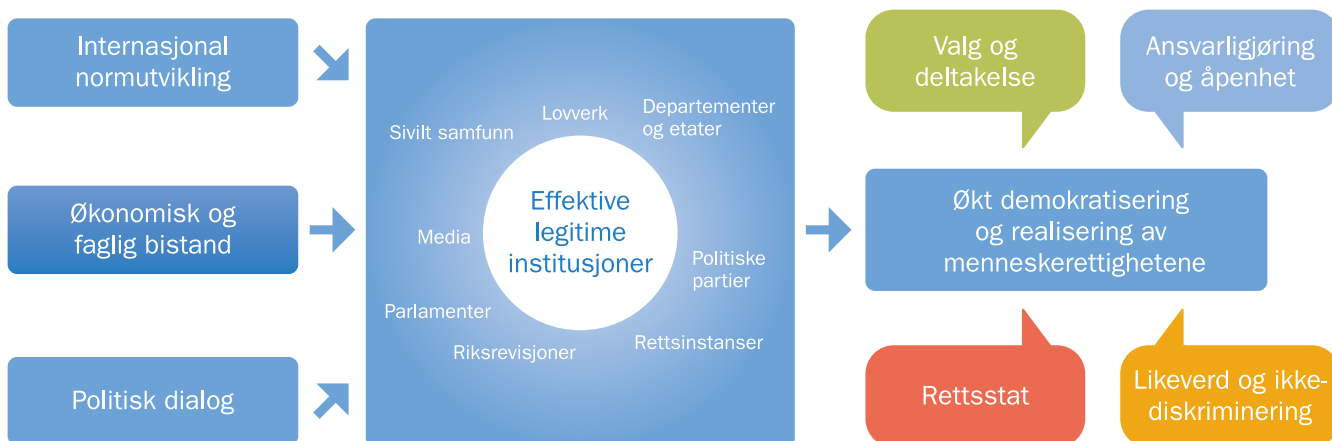 Internasjonal
normutvikling
Økonomisk og
faglig bistand
Politisk dialog
Lovverk
Departementer
og etater
Sivilt samfunn
Effektive
legitime
institusjoner
Media
Politiske
partier
Parlamenter
Riksrevisjoner
Rettsinstanser
Valg og
deltakelse
Ansvarligjøring
og åpenhet
Økt demokratisering
og realisering av
menneskerettighetene
Rettsstat
Likeverd og ikke-
diskriminering